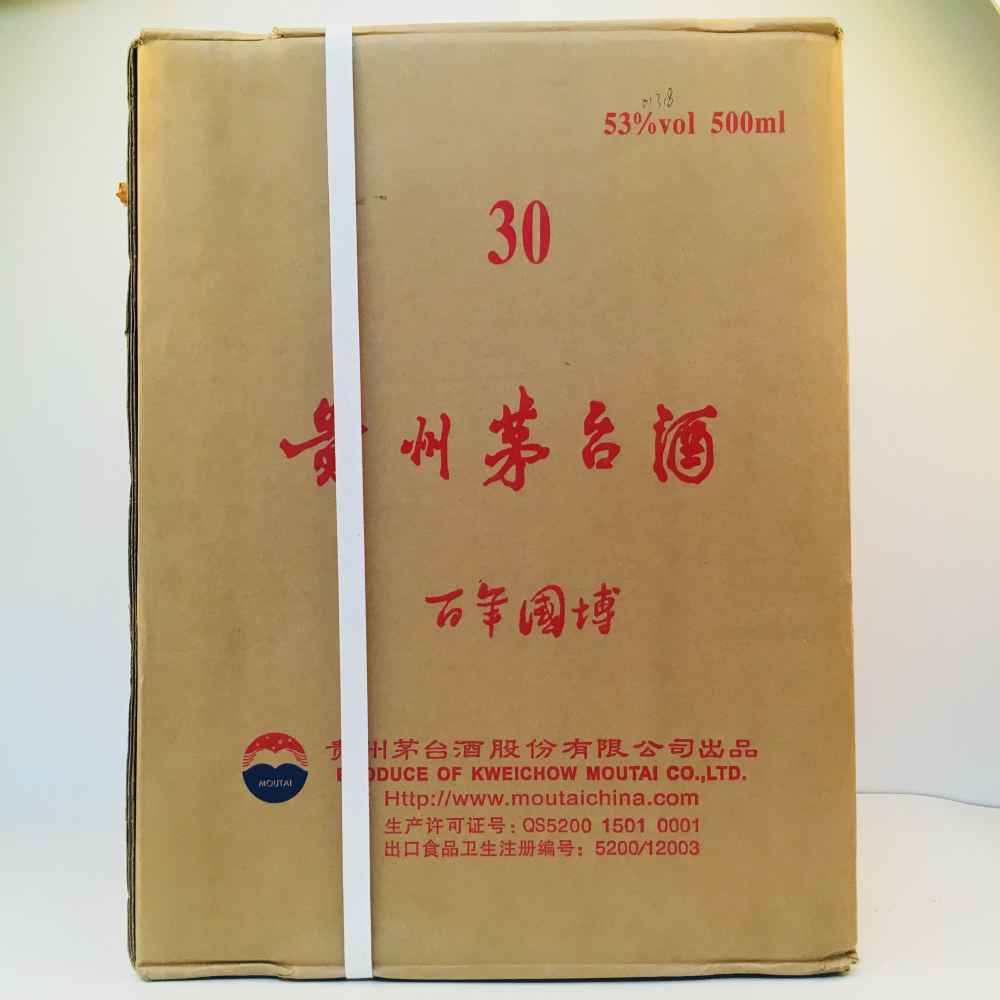 01318
53%vol 500ml
30
贵州茅台酒
百年国博
MOUTAI
贵州茅台酒股份有限公司出品
PRODUCE OF KWEICHOW MOUTAI CO.,LTD.
Http://www.moutaichina.com
生产许可证号：QS5200 1501 0001
出口食品卫生注册编号：5200/12003